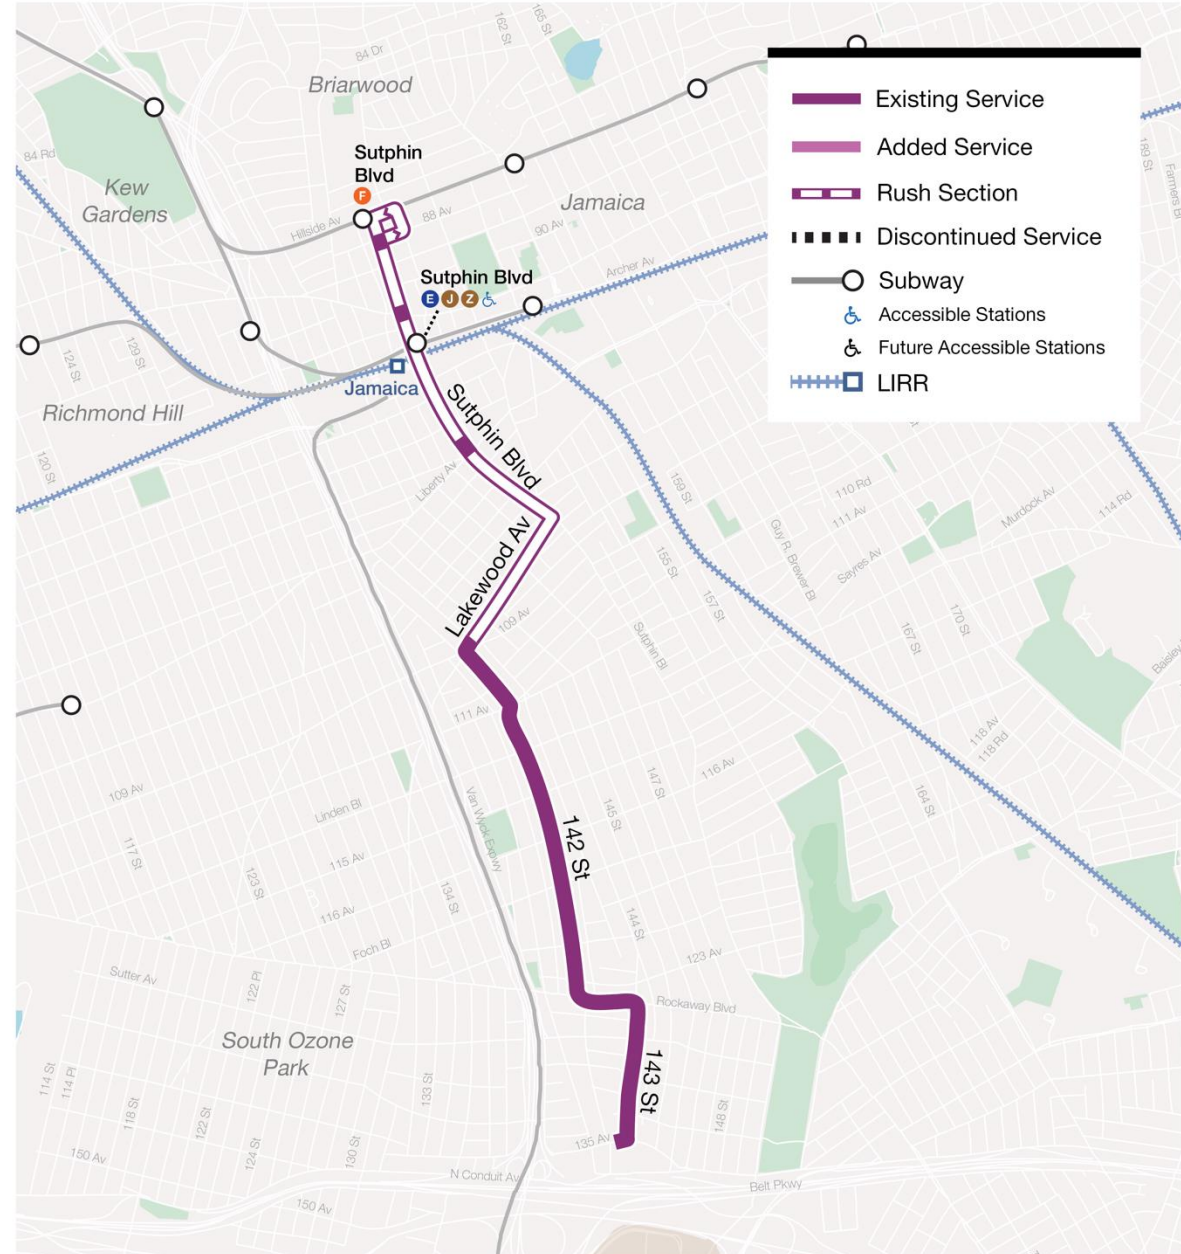 162 St
165 St
84 Dr
Briarwood
84 Rd
Kew
Gardens
Sutphin
Blvd
F
Hillside Av
88 Av
Jamaica
90 Av
Archer Av
Sutphin Blvd
E J Z
Jamaica
Existing Service
Added Service
Rush Section
Discontinued Service
Subway
Accessible Stations
Future Accessible Stations
LIRR
189 St
Farmers Bl
124 St
129 St
Richmond Hill
120 St
Sutphin Blvd
Liberty Av
Lakewood Av
109 Av
159 St
155 St
157 St
Sutphin Bl
110 Rd
111 Av
Guy R. Brewer Bl
Sayres Av
Murdock Av
114 Rd
167 St
170 St
Baisley
111 Av
118 Av
118 Rd
164 St
116 Av
147 St
145 St
144 St
109 Av
Linden Bl
117 St
123 St
115 Av
116 Av
Foch Bl
134 St
Van Wyck Expwy
142 St
123 Av
Rockaway Blvd
Sutter Av
122 Pl
127 St
South Ozone
Park
114 St
114 Pl
118 St
122 St
124 St
130 St
133 St
143 St
148 St
135 Av
150 Av
N Conduit Av
Belt Pkwy
150 Av